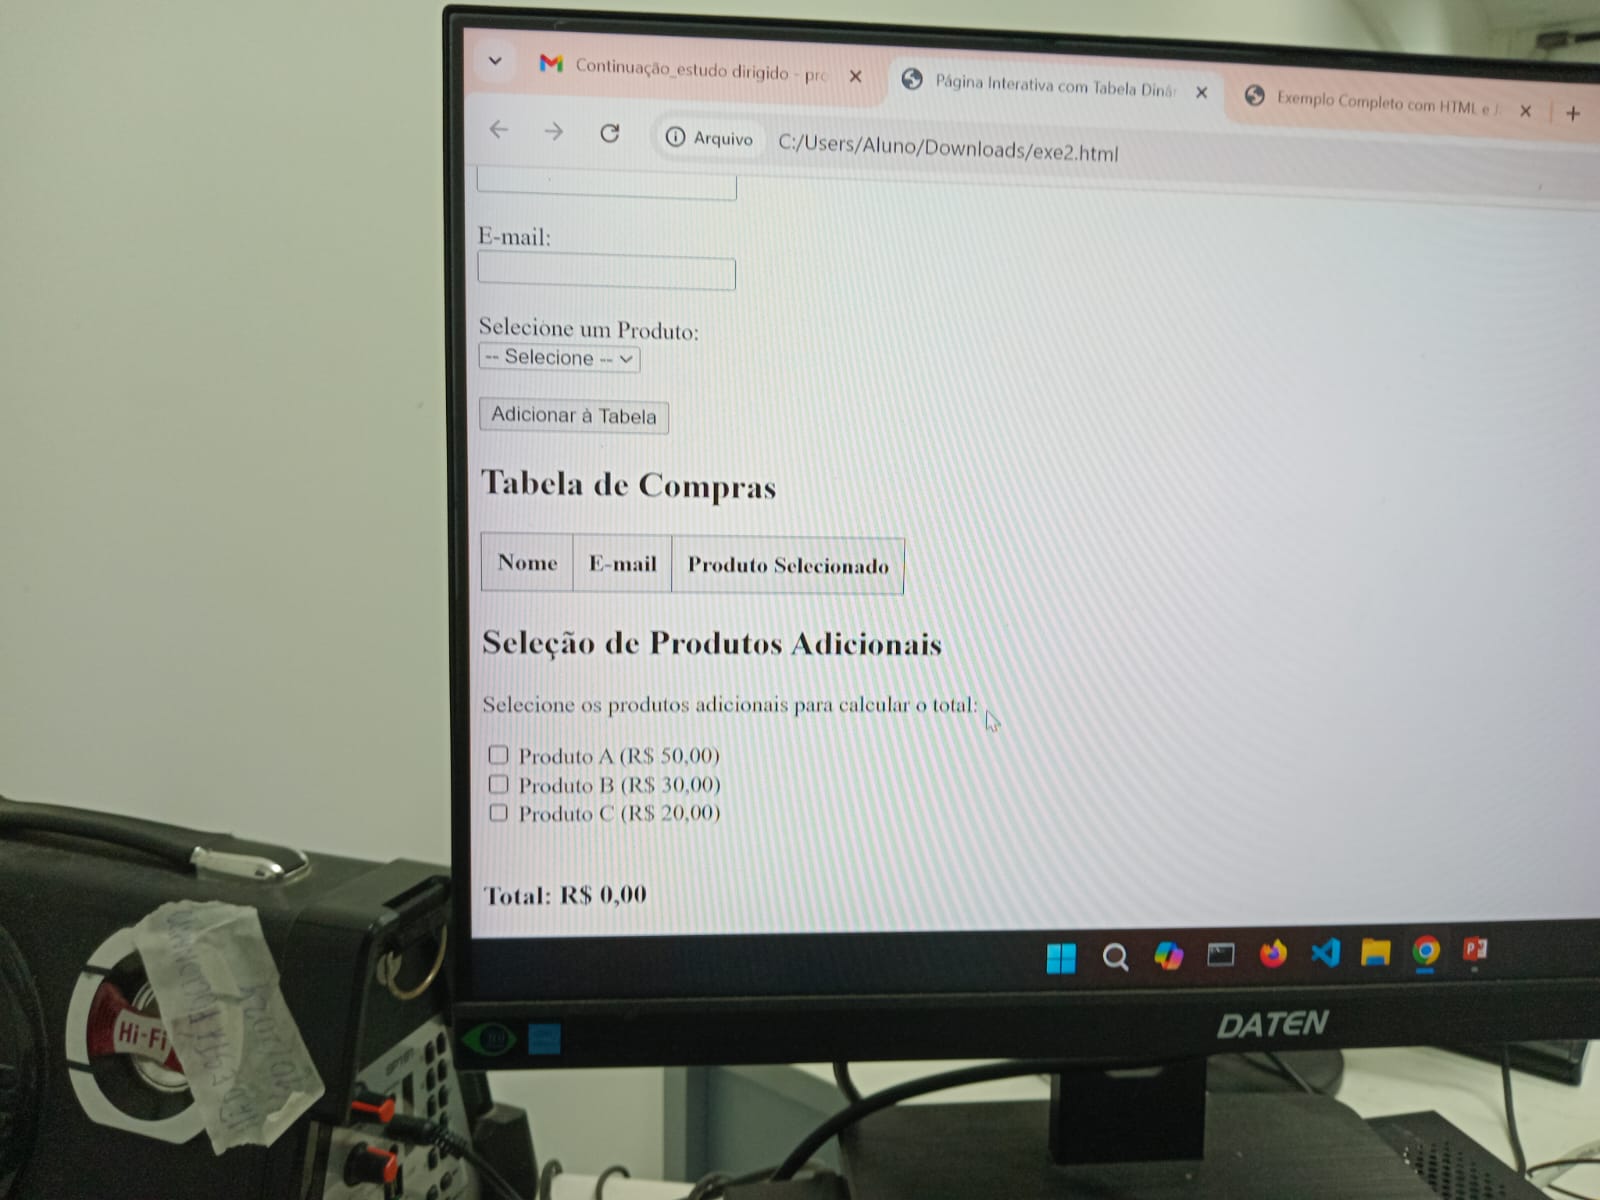 Continuação_estudo dirigido - pro
Página Interativa com Tabela Dinâ
Exemplo Completo com HTML e J
Arquivo
C:/Users/Aluno/Downloads/exe2.html
E-mail:
Selecione um Produto:
-- Selecione --
Adicionar à Tabela
Tabela de Compras
Nome
E-mail
Produto Selecionado
Seleção de Produtos Adicionais
Selecione os produtos adicionais para calcular o total:
Produto A (R$ 50,00)
Produto B (R$ 30,00)
Produto C (R$ 20,00)
Total: R$ 0,00
DATEN
Hi-Fi